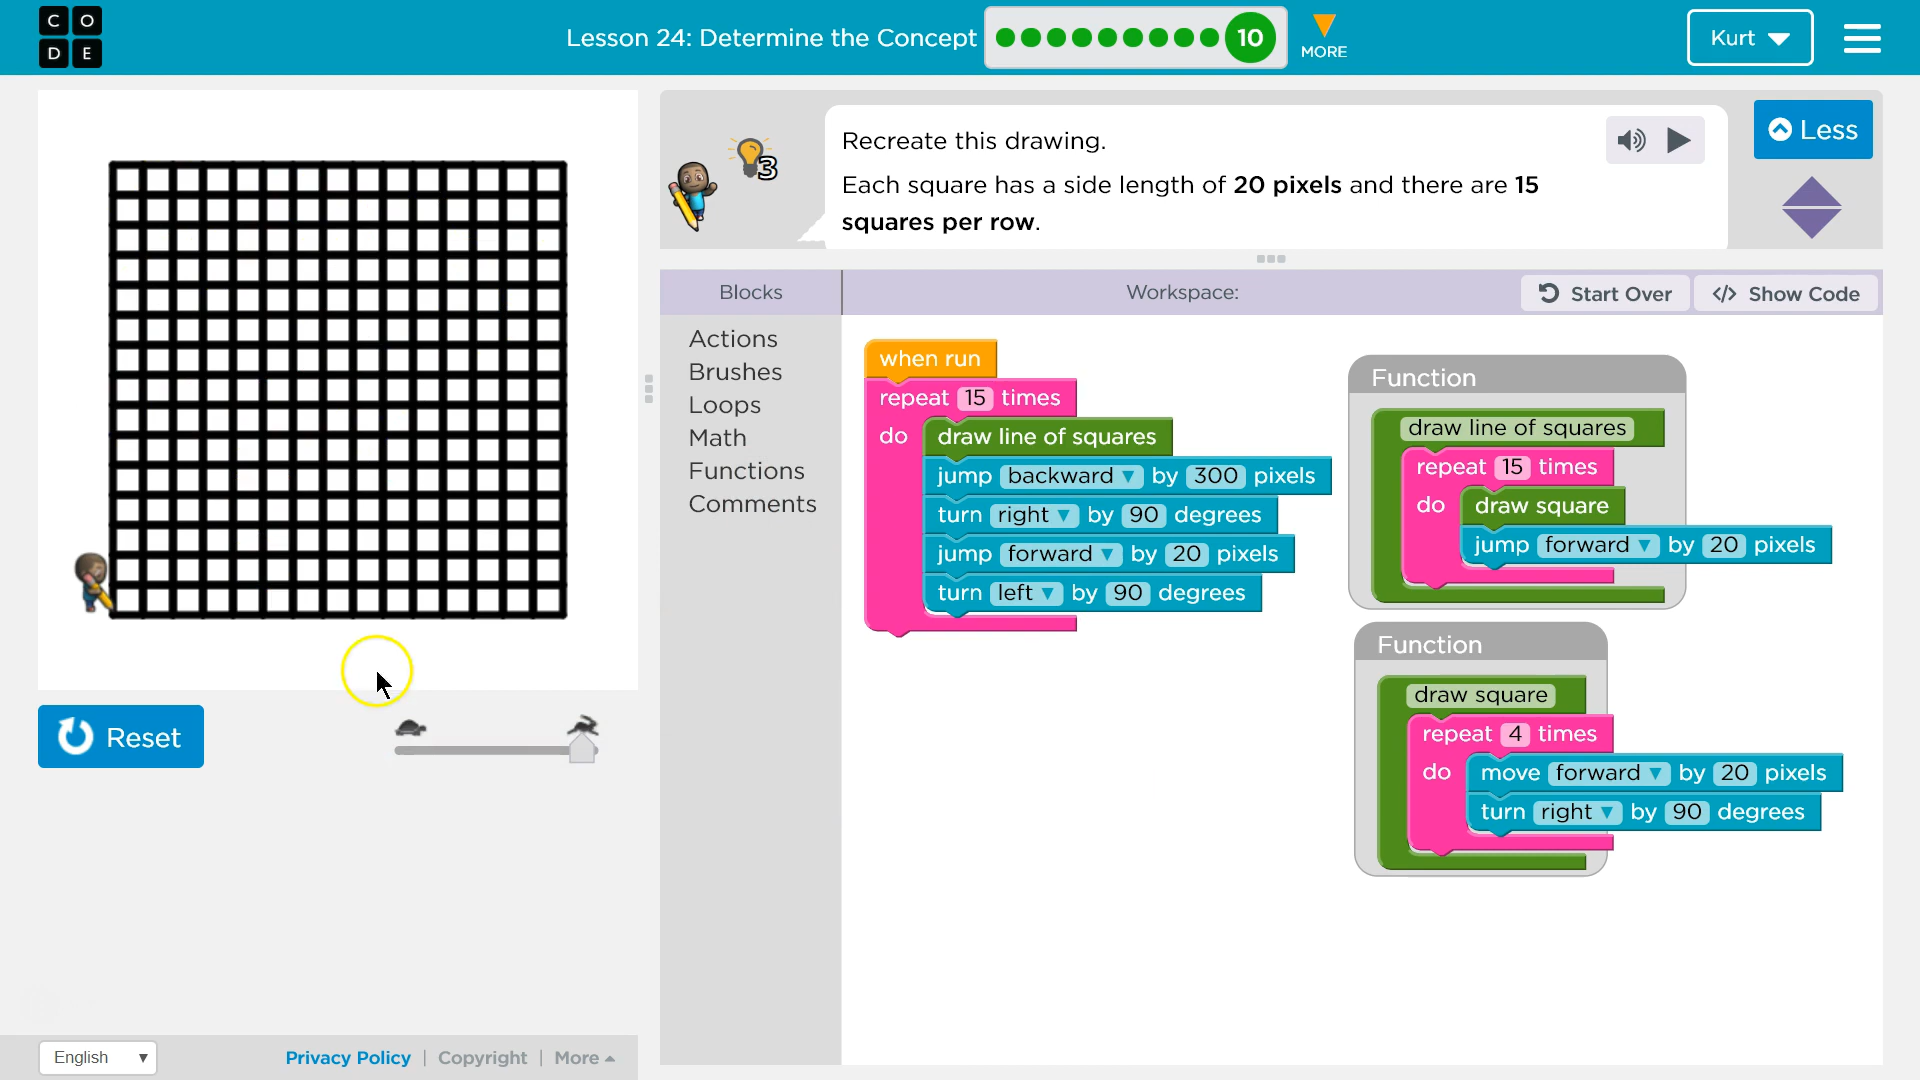 C O
D E
Lesson 24: Determine the Concept
10
MORE
Kurt
3
Recreate this drawing.
Each square has a side length of 20 pixels and there are 15
squares per row.
Less
Blocks
Workspace:
Start Over
</> Show Code
Actions
Brushes
Loops
Math
Functions
Comments
when run
repeat 15 times
do
draw line of squares
jump backward ▼ by 300 pixels
turn right ▼ by 90 degrees
jump forward ▼ by 20 pixels
turn left ▼ by 90 degrees
Function
draw line of squares
repeat 15 times
do
draw square
jump forward ▼ by 20 pixels
Function
draw square
repeat 4 times
do
move forward ▼ by 20 pixels
turn right ▼ by 90 degrees
Reset
English
Privacy Policy | Copyright | More